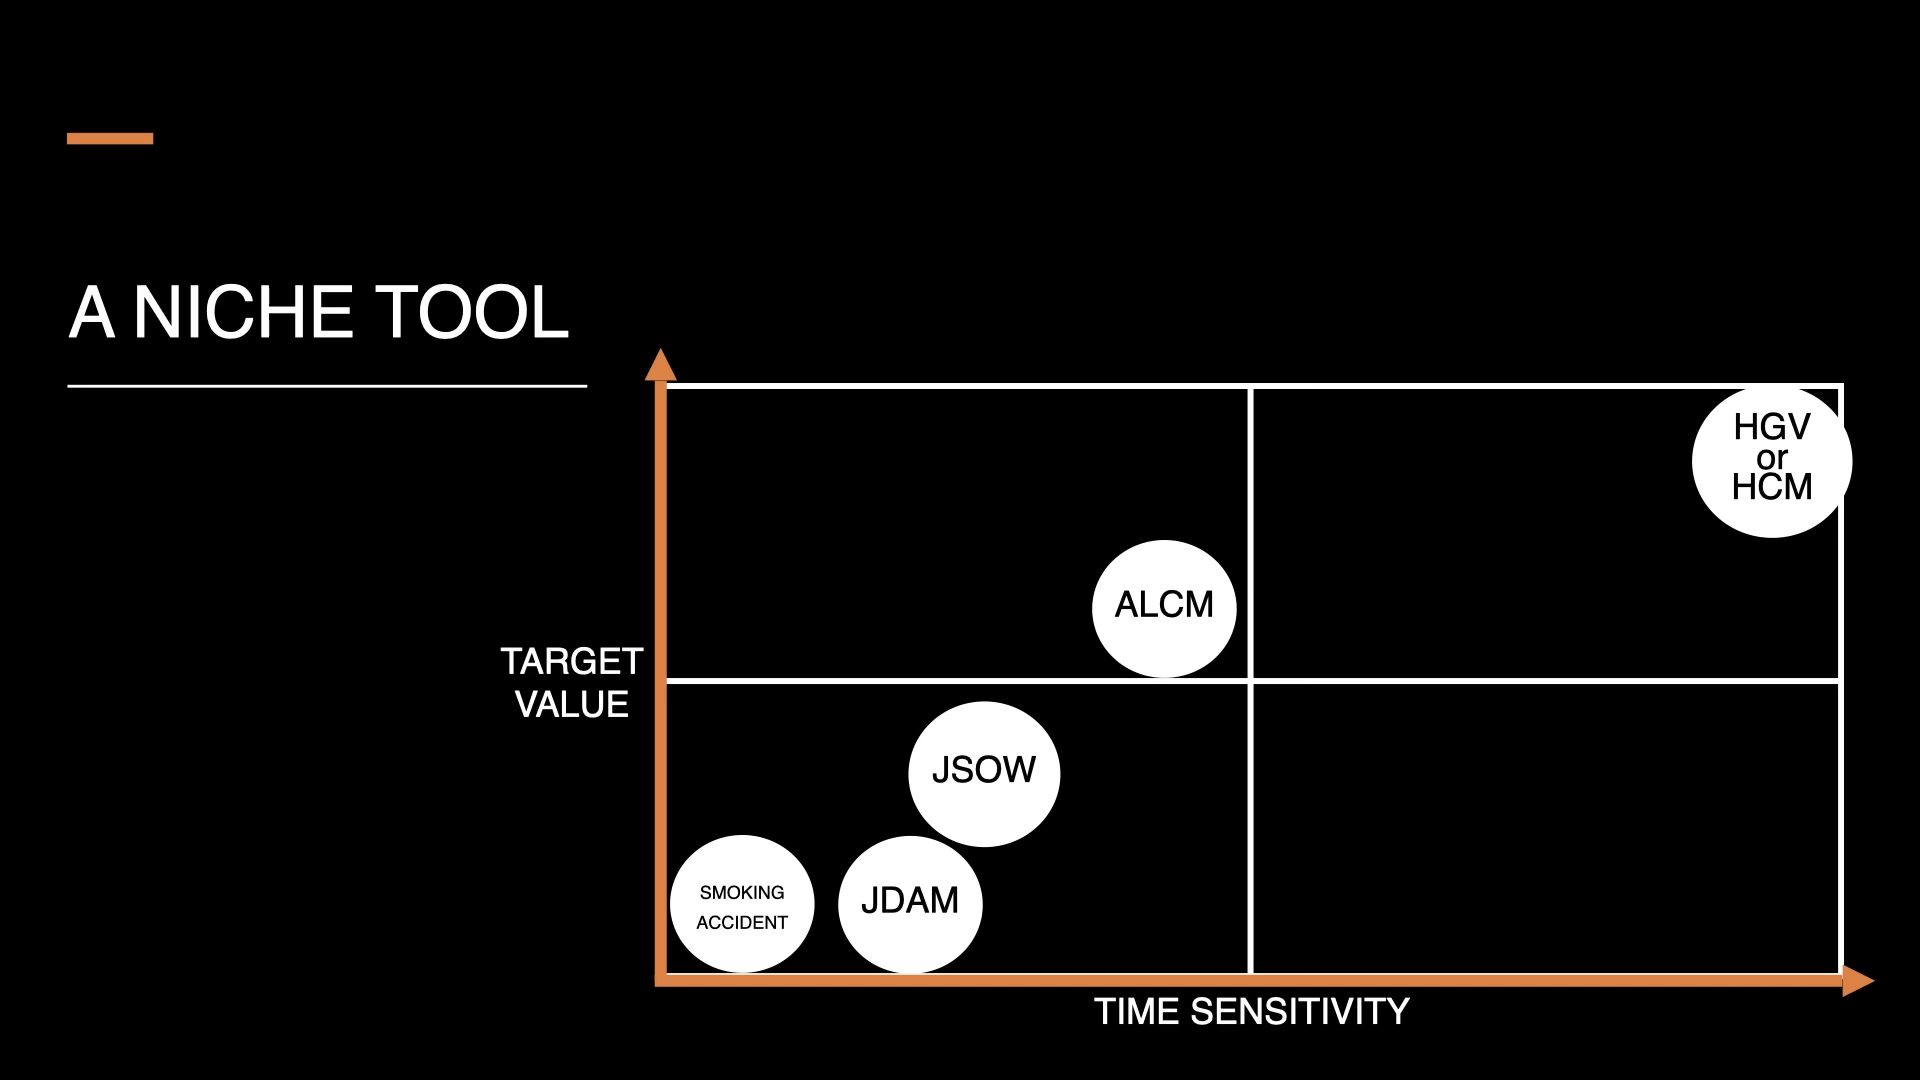 A NICHE TOOL
HGV
or
HCM
ALCM
TARGET
VALUE
JSOW
SMOKING
ACCIDENT
JDAM
TIME SENSITIVITY